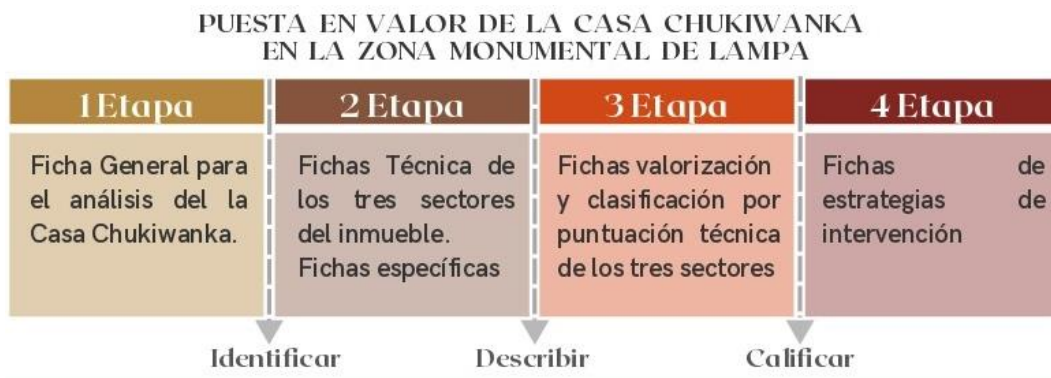 PUESTA EN VALOR DE LA CASA CHUKIWANKA
EN LA ZONA MONUMENTAL DE LAMPA
1 Etapa
Ficha General para
el análisis del la
Casa Chukiwanka.
2 Etapa
Fichas Técnica de
los tres sectores
del inmueble.
Fichas específicas
3 Etapa
Fichas valorización
y clasificación por
puntuación técnica
de los tres sectores
4 Etapa
Fichas de
estrategias de
intervención
Identificar
Describir
Calificar